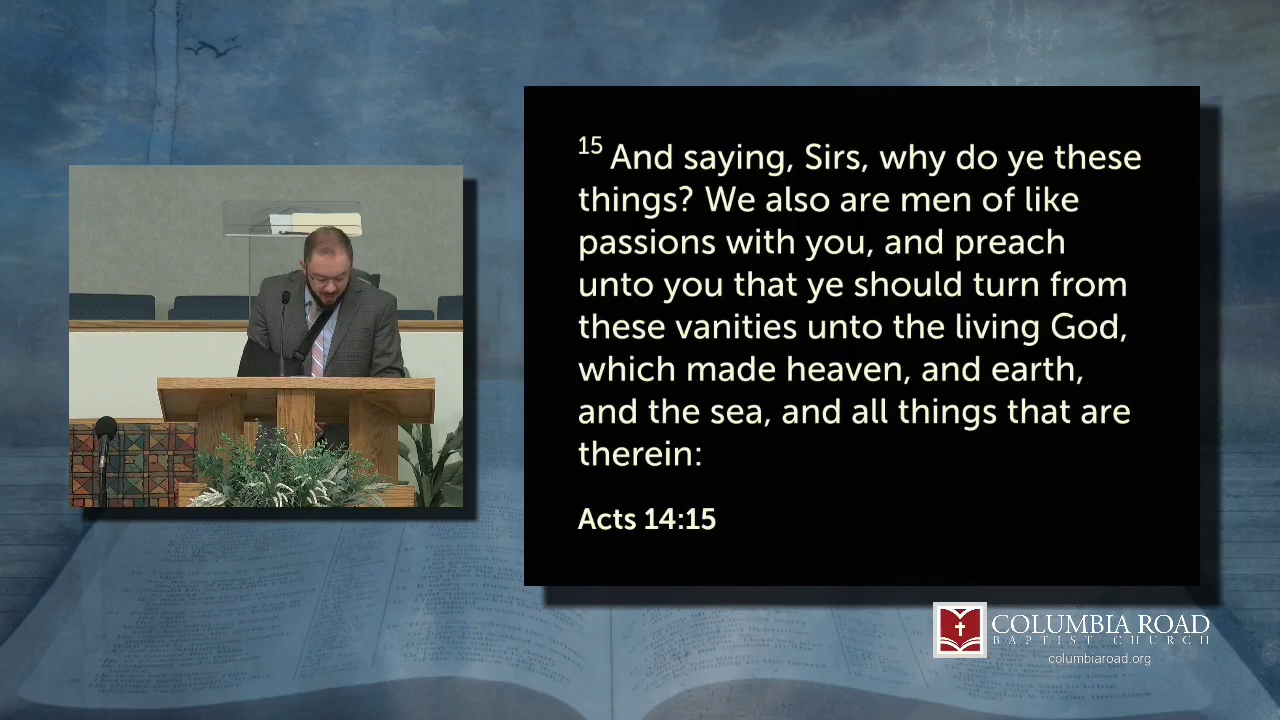 15 And saying, Sirs, why do ye these
things? We also are men of like
passions with you, and preach
unto you that ye should turn from
these vanities unto the living God,
which made heaven, and earth,
and the sea, and all things that are
therein:
Acts 14:15
COLUMBIA ROAD
BAPTIST CHURCH
columbiaroad.org